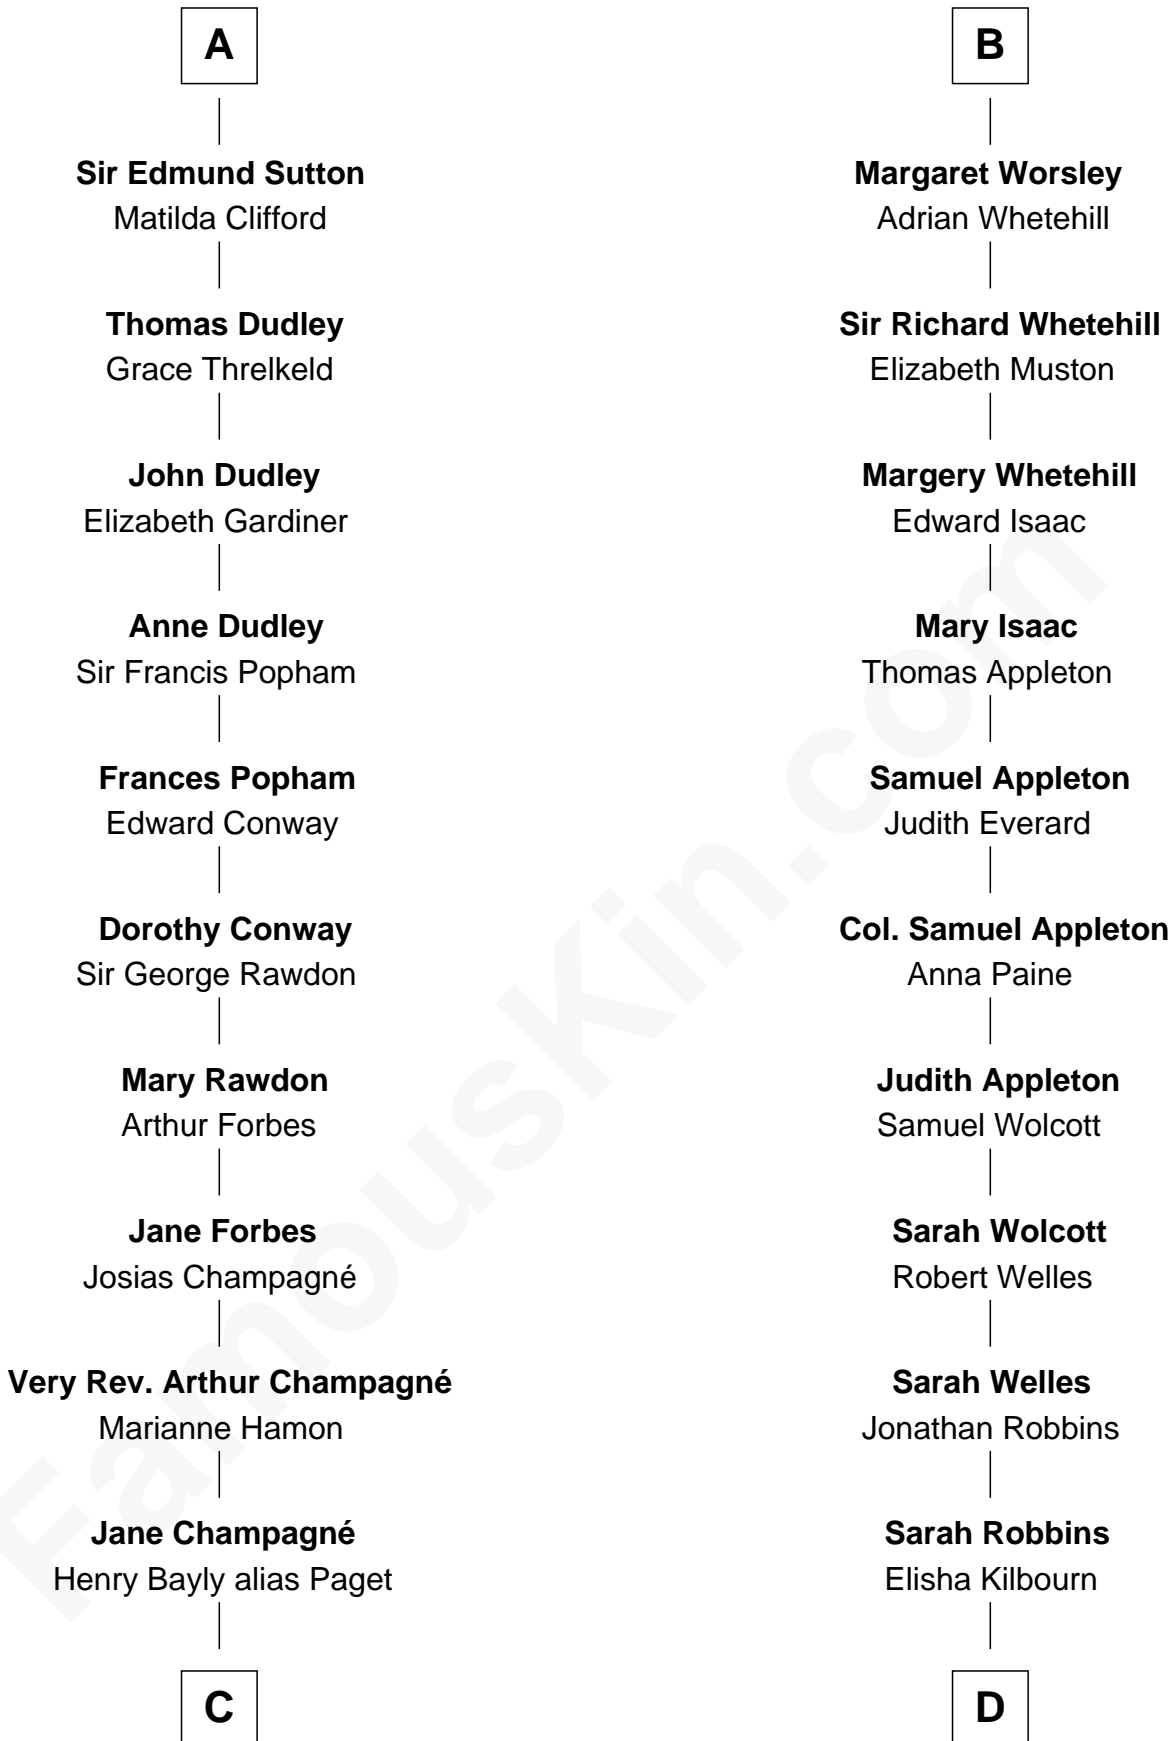 A
Sir Edmund Sutton
Matilda Clifford
Thomas Dudley
Grace Threlkeld
John Dudley
Elizabeth Gardiner
Anne Dudley
Sir Francis Popham
Frances Popham
Edward Conway
Dorothy Conway
Sir George Rawdon
Mary Rawdon
Arthur Forbes
Jane Forbes
Josias Champagné
Very Rev. Arthur Champagné
Marianne Hamon
Jane Champagné
Henry Bayly alias Paget
C
B
Margaret Worsley
Adrian Whetehill
Sir Richard Whetehill
Elizabeth Muston
Margery Whetehill
Edward Isaac
Mary Isaac
Thomas Appleton
Samuel Appleton
Judith Everard
Col. Samuel Appleton
Anna Paine
Judith Appleton
Samuel Wolcott
Sarah Wolcott
Robert Welles
Sarah Welles
Jonathan Robbins
Sarah Robbins
Elisha Kilbourn
D
FamousKin.com